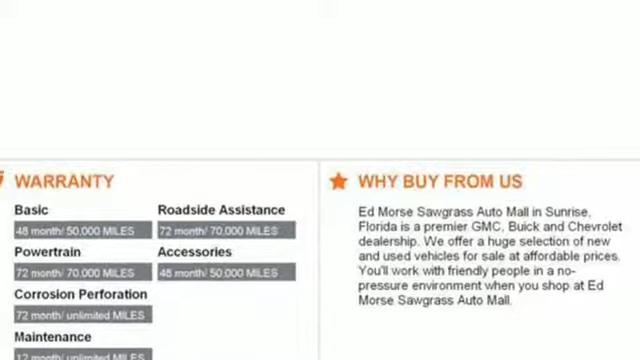 WARRANTY
Basic
48 month/ 50,000 MILES
Roadside Assistance
72 month/ 70,000 MILES
Powertrain
72 month/ 70,000 MILES
Accessories
48 month/ 50,000 MILES
Corrosion Perforation
72 month/ unlimited MILES
Maintenance
12 month/ unlimited MILES
WHY BUY FROM US
Ed Morse Sawgrass Auto Mall in Sunrise,
Florida is a premier GMC, Buick and Chevrolet
dealership. We offer a huge selection of new
and used vehicles for sale at affordable prices.
You'll work with friendly people in a no-
pressure environment when you shop at Ed
Morse Sawgrass Auto Mall.